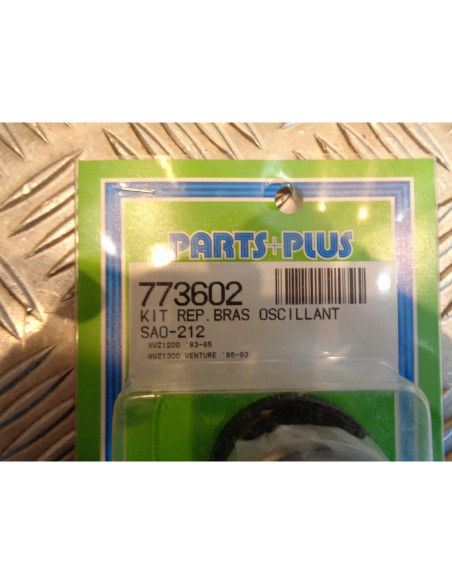 PARTS+PLUS
773602
KIT REP.BRAS OSCILLANT
SAO-212
XVZ1200 '83-85
XVZ1300 VENTURE '86-93